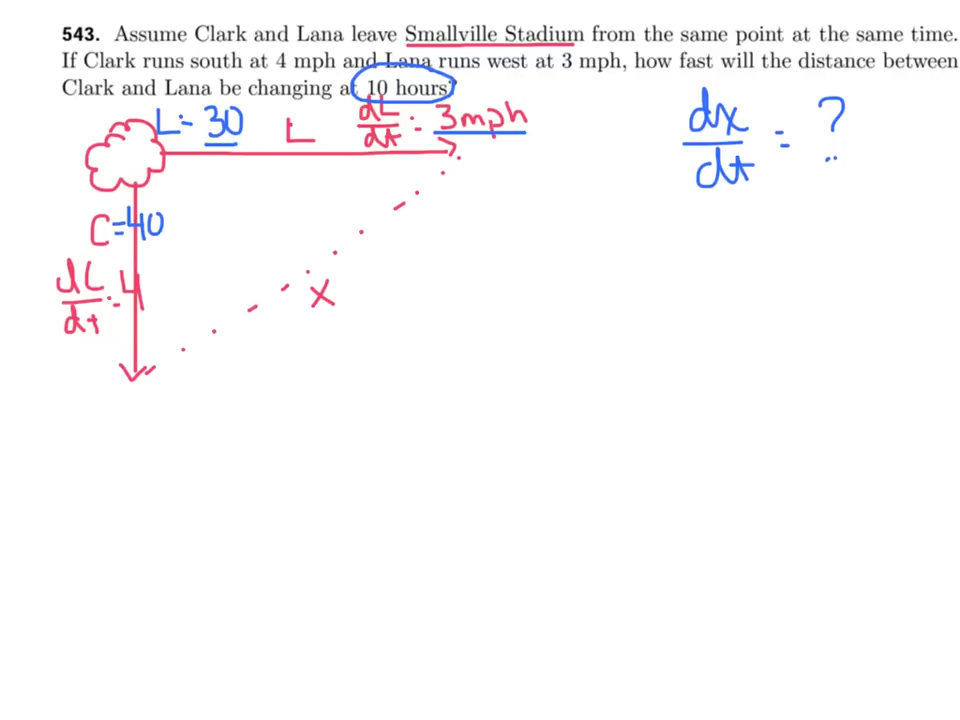 543. Assume Clark and Lana leave Smallville Stadium from the same point at the same time.
If Clark runs south at 4 mph and Lana runs west at 3 mph, how fast will the distance between
Clark and Lana be changing at 10 hours?
L = 30
L
dL/dt = 3mph
dx/dt = ?
C = 40
dC/dt = 4
x